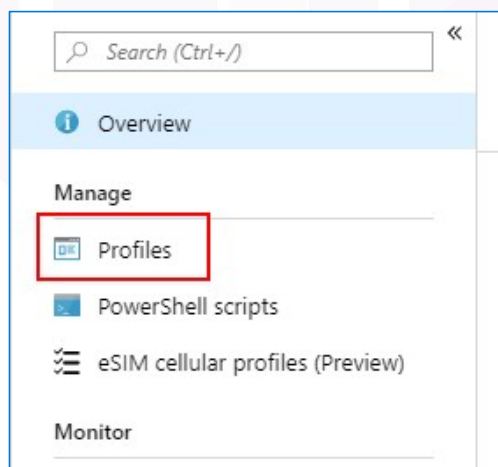 Search (Ctrl+/)
«
Overview
Manage
Profiles
PowerShell scripts
eSIM cellular profiles (Preview)
Monitor